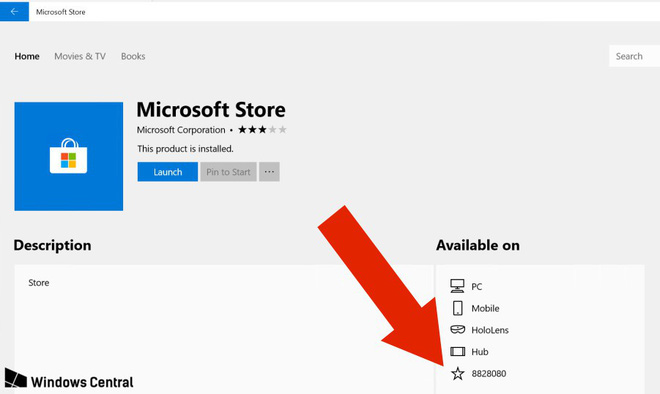 Microsoft Store
Home Movies & TV Books Search
Microsoft Store
Microsoft Corporation • ★★★☆☆
This product is installed.
Launch Pin to Start ...
Description
Store
Available on
PC
Mobile
HoloLens
Hub
8828080
Windows Central